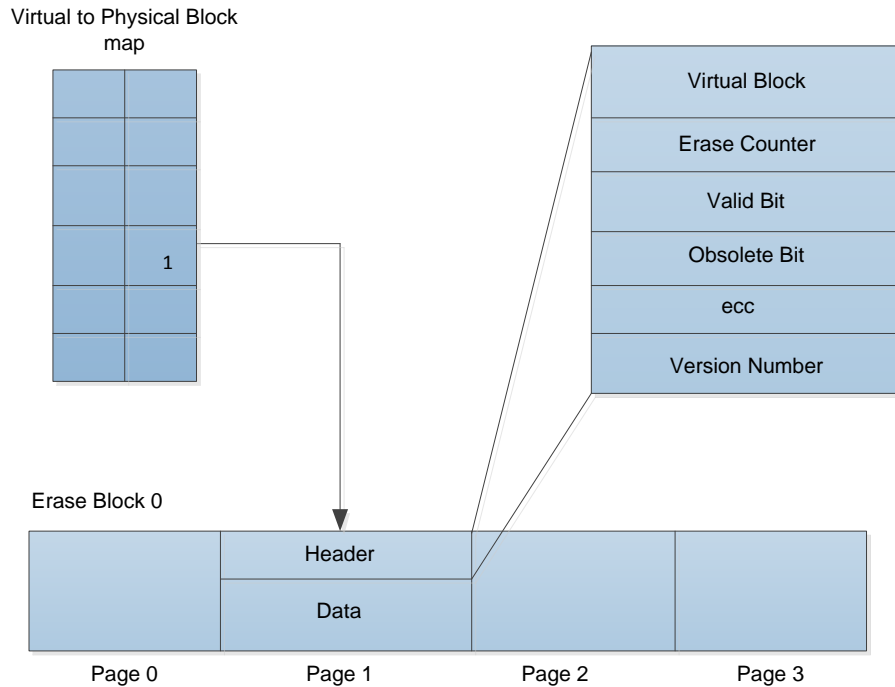 Virtual to Physical Block
map
1
Virtual Block
Erase Counter
Valid Bit
Obsolete Bit
ecc
Version Number
Erase Block 0
Header
Data
Page 0
Page 1
Page 2
Page 3